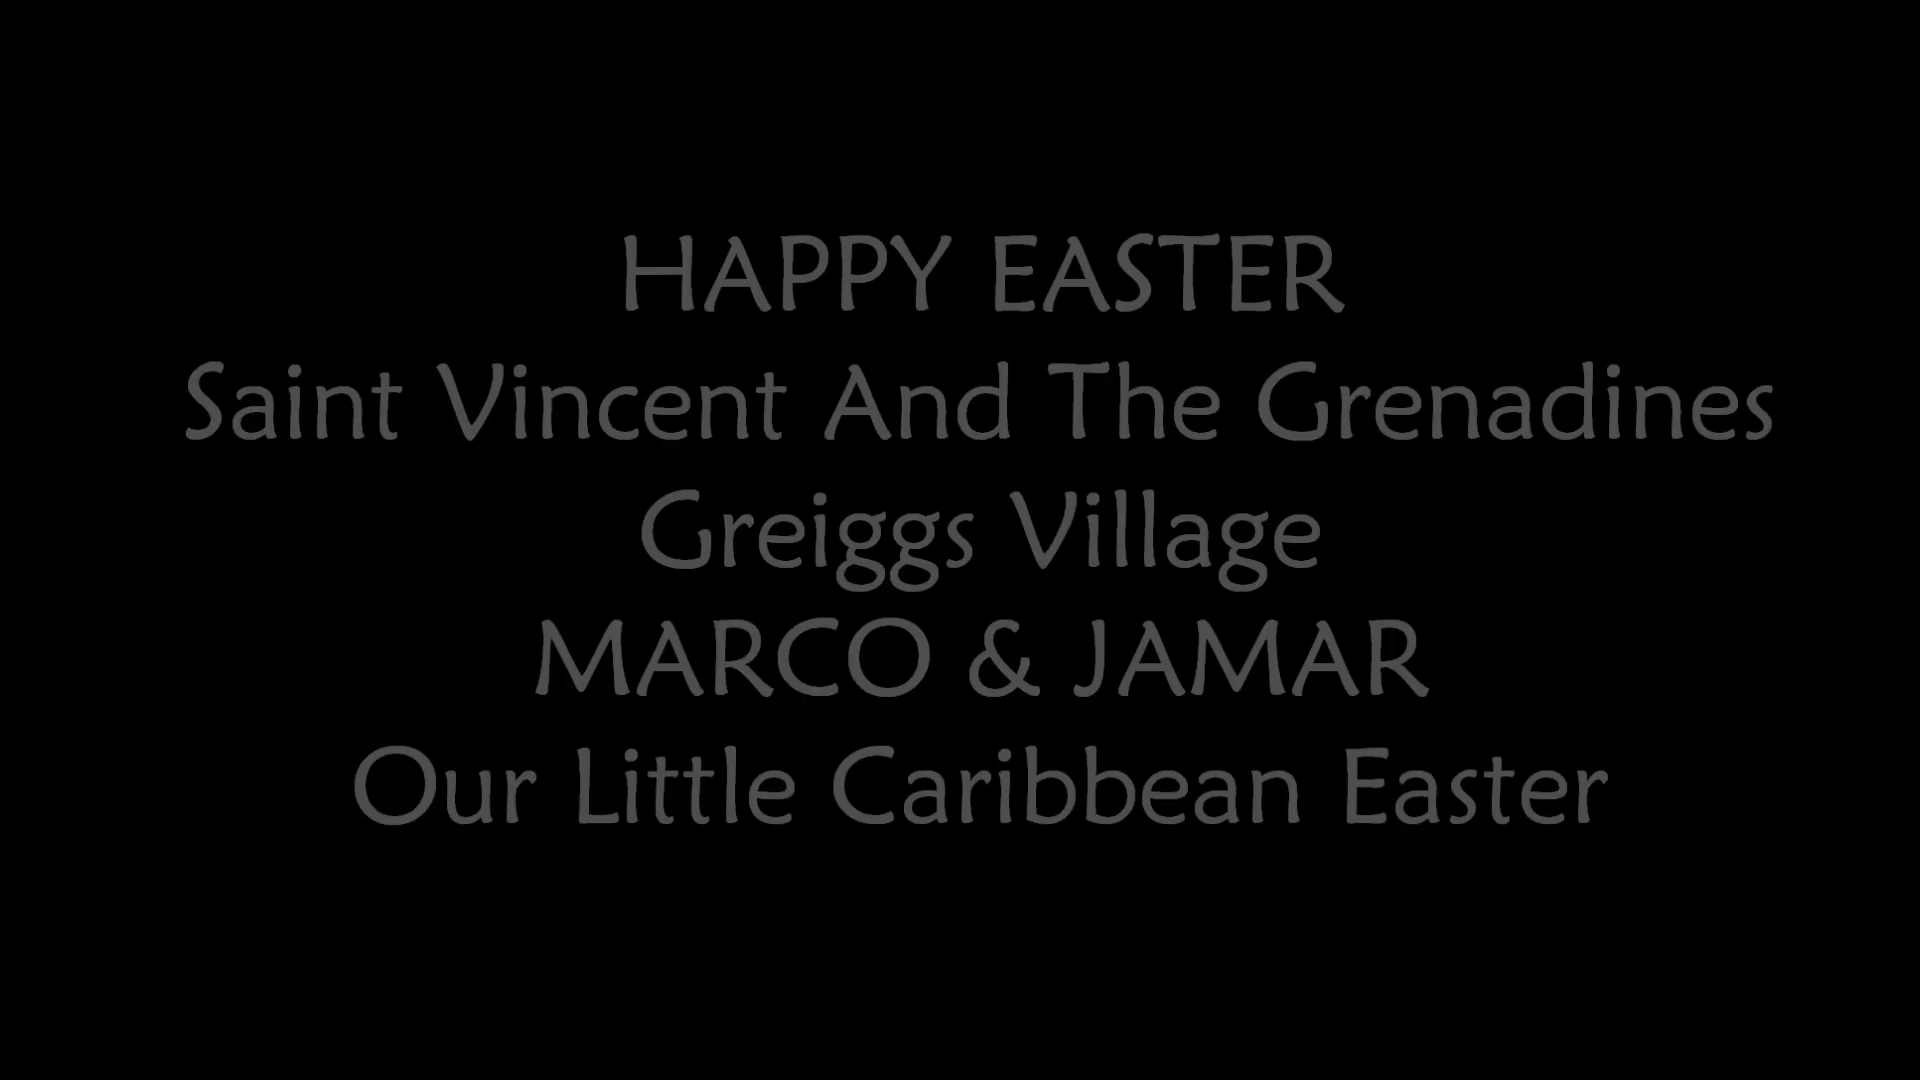 HAPPY EASTER
Saint Vincent And The Grenadines
Greiggs Village
MARCO & JAMAR
Our Little Caribbean Easter